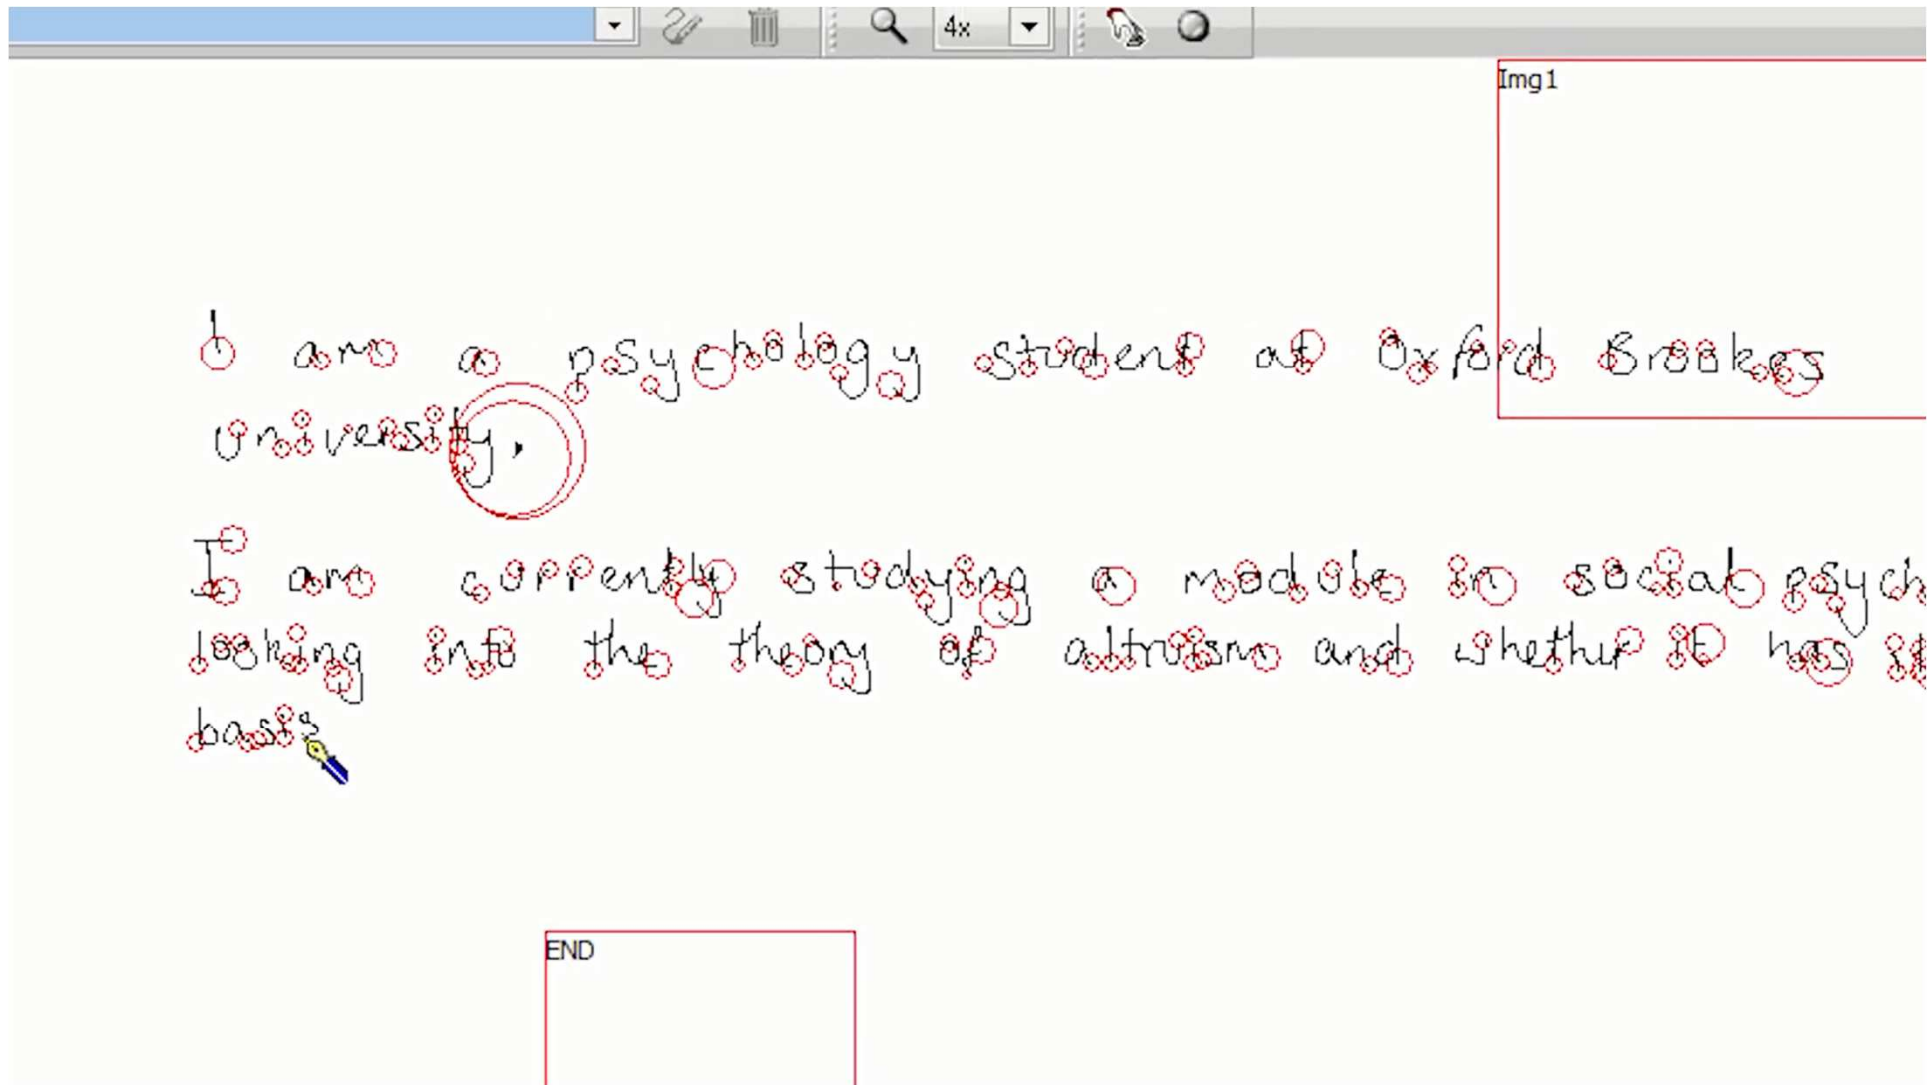 4x
Img1
I am a psychology student at Oxford Brookes
University,
I am currently studying a module in social psych
looking into the theory of altruism and whether it has it
basis
END